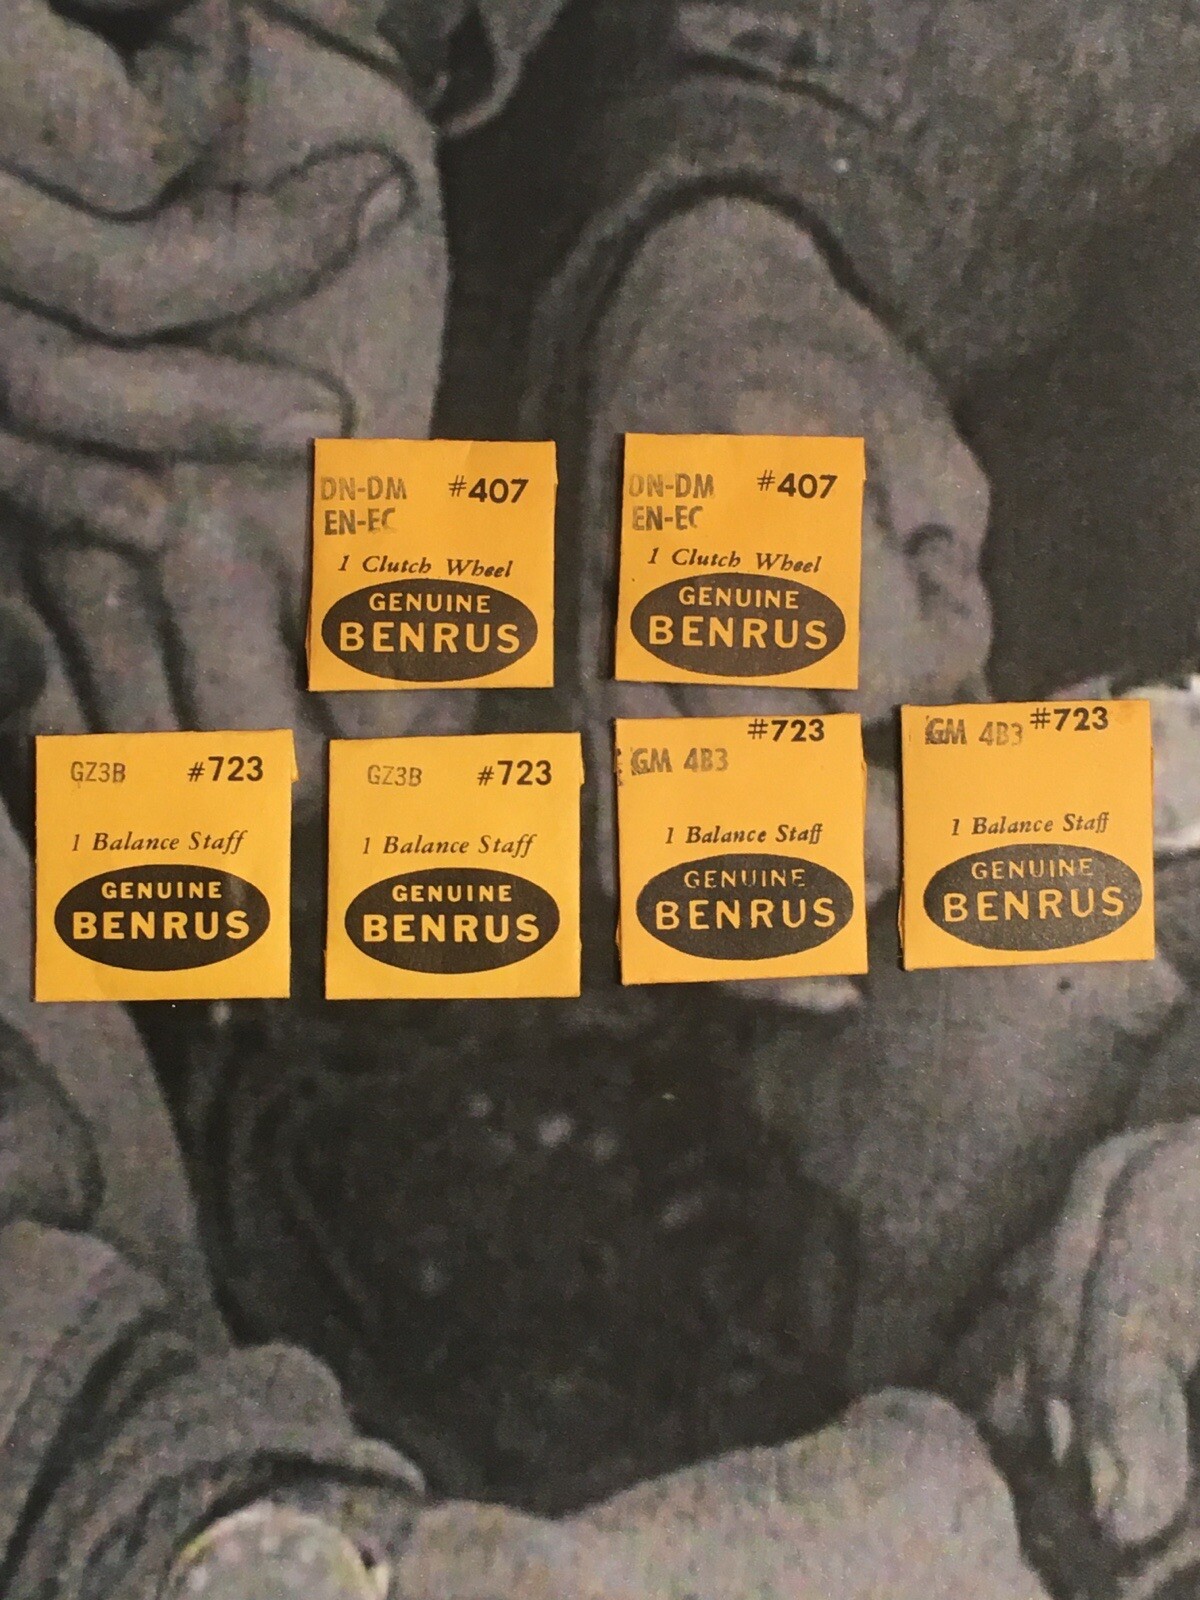 DN-DM #407
EN-EC
1 Clutch Wheel
GENUINE
BENRUS
DN-DM #407
EN-EC
1 Clutch Wheel
GENUINE
BENRUS
GZ3B #723
1 Balance Staff
GENUINE
BENRUS
GZ3B #723
1 Balance Staff
GENUINE
BENRUS
#723
GM 4B3
1 Balance Staff
GENUINE
BENRUS
GM 4B3 #723
1 Balance Staff
GENUINE
BENRUS